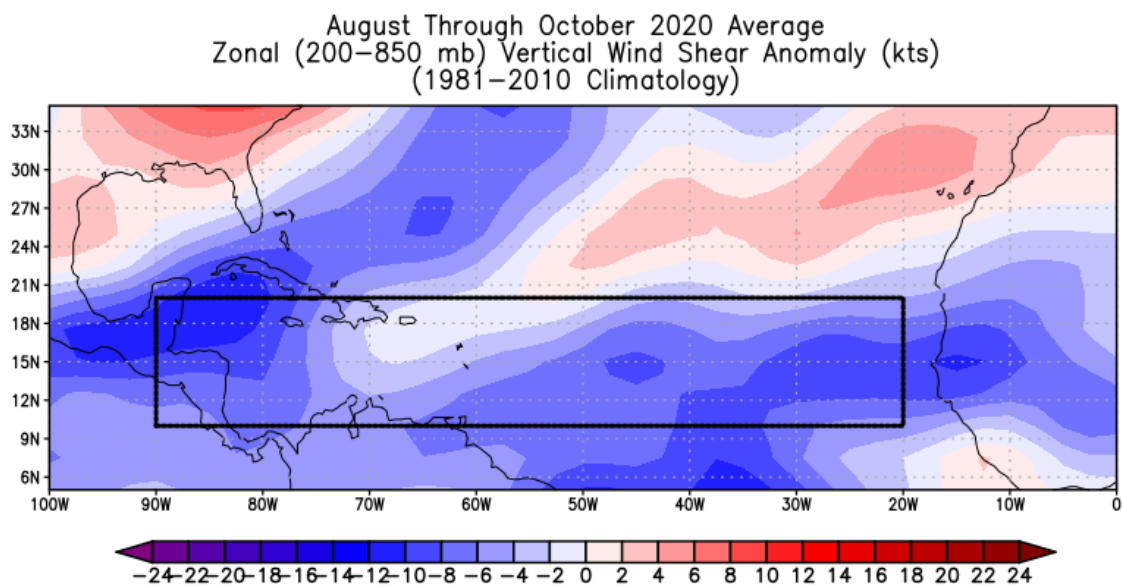 August Through October 2020 Average
Zonal (200−850 mb) Vertical Wind Shear Anomaly (kts)
(1981−2010 Climatology)
33N
30N
27N
24N
21N
18N
15N
12N
9N
6N
100W 90W 80W 70W 60W 50W 40W 30W 20W 10W 0
−24 −22 −20 −18 −16 −14 −12 −10 −8 −6 −4 −2 0 2 4 6 8 10 12 14 16 18 20 22 24